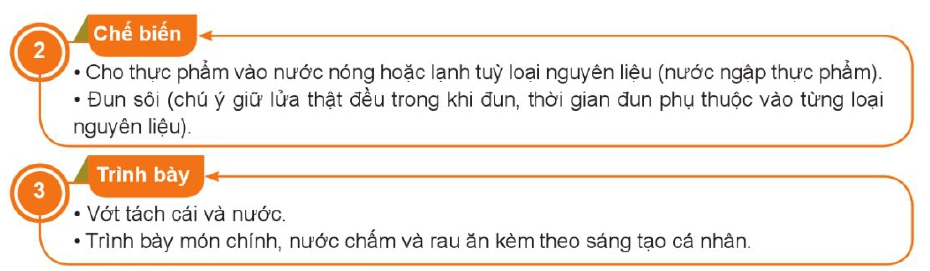 2
Chế biến
• Cho thực phẩm vào nước nóng hoặc lạnh tuỳ loại nguyên liệu (nước ngập thực phẩm).
• Đun sôi (chú ý giữ lửa thật đều trong khi đun, thời gian đun phụ thuộc vào từng loại
nguyên liệu).
3
Trình bày
• Vớt tách cái và nước.
• Trình bày món chính, nước chấm và rau ăn kèm theo sáng tạo cá nhân.